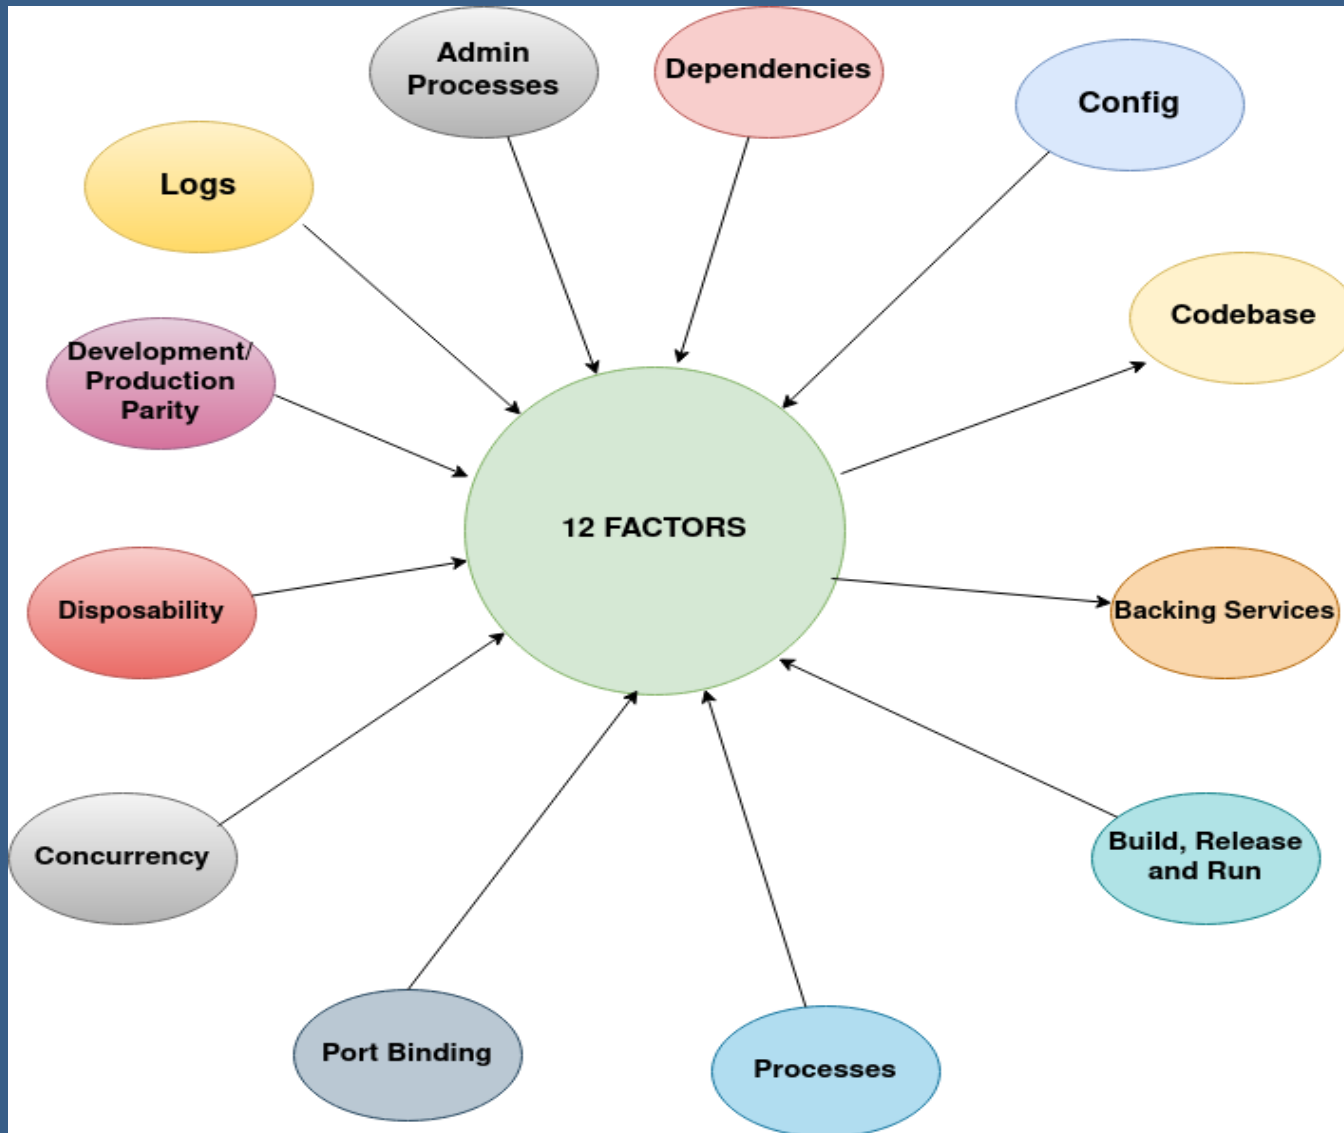 Admin
Processes
Dependencies
Config
Logs
Codebase
Development/
Production
Parity
12 FACTORS
Disposability
Backing Services
Concurrency
Build, Release
and Run
Port Binding
Processes